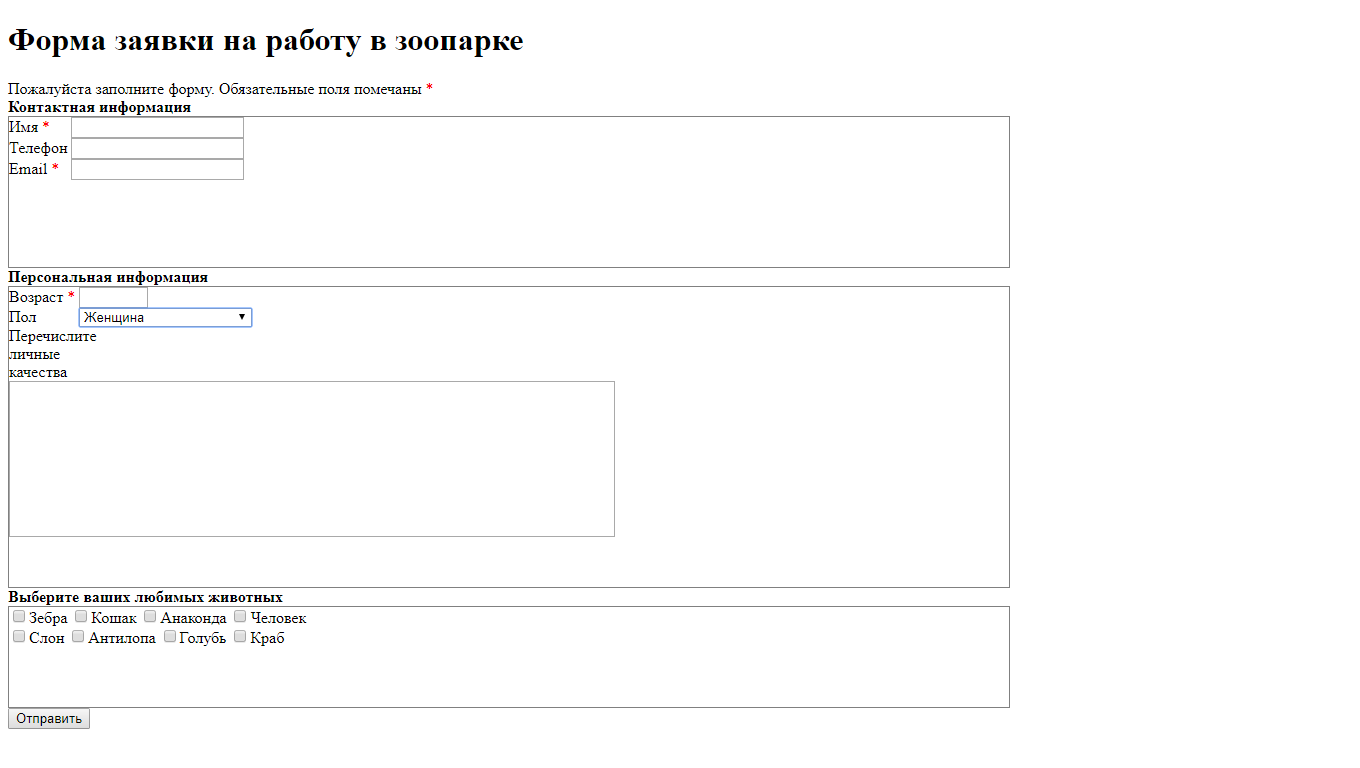 Форма заявки на работу в зоопарке
Пожалуйста заполните форму. Обязательные поля помечаны *
Контактная информация
Имя *
Телефон
Email *
Персональная информация
Возраст *
Пол Женщина
Перечислите
личные
качества
Выберите ваших любимых животных
Зебра Кошак Анаконда Человек
Слон Антилопа Голубь Краб
Отправить